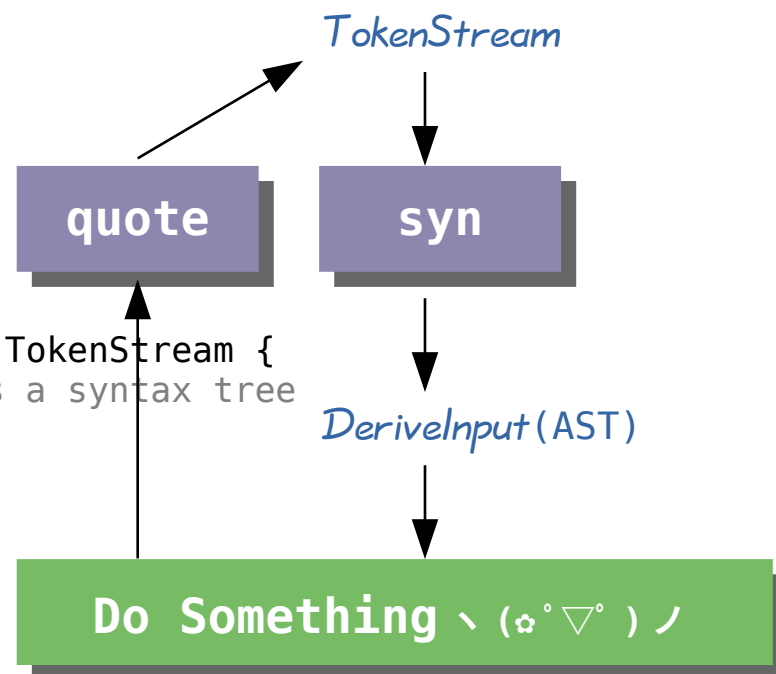 TokenStream
quote
syn
TokenStream {
s a syntax tree
DeriveInput(AST)
Do Something ヽ(✿ﾟ▽ﾟ)ノ